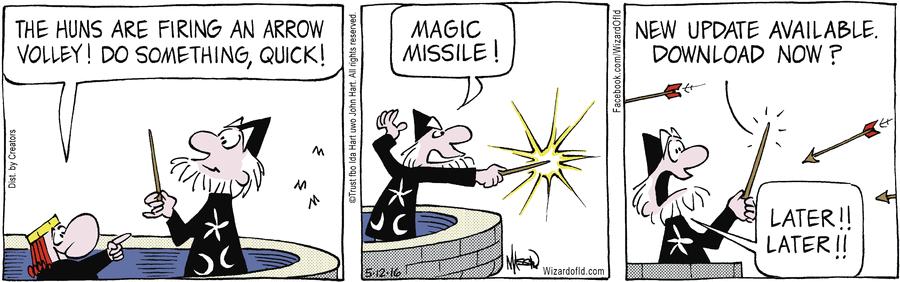 THE HUNS ARE FIRING AN ARROW
VOLLEY! DO SOMETHING, QUICK!
Dist. by Creators
©Trust fbo Ida Hart uwo John Hart. All rights reserved.
MAGIC
MISSILE!
5-12-16
MASON
Wizardofid.com
Facebook.com/WizardOfId
NEW UPDATE AVAILABLE.
DOWNLOAD NOW?
LATER!!
LATER!!